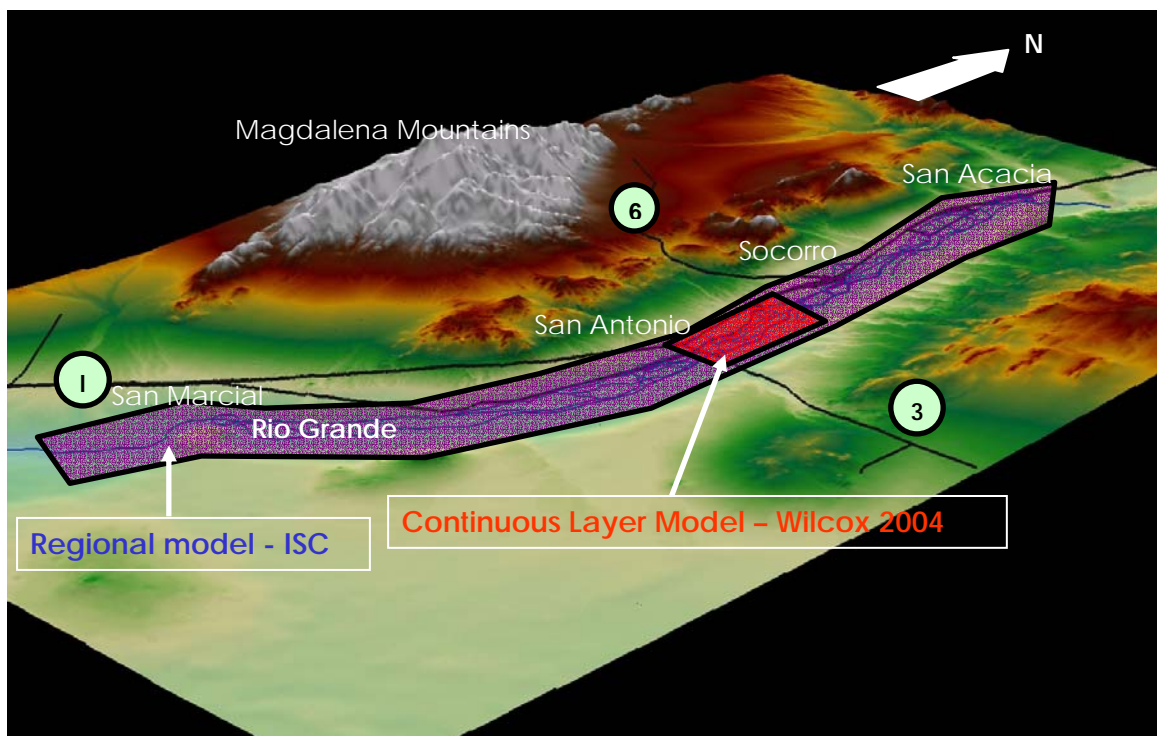 N
Magdalena Mountains
San Acacia
6
Socorro
San Antonio
I
San Marcial
3
Rio Grande
Continuous Layer Model – Wilcox 2004
Regional model - ISC